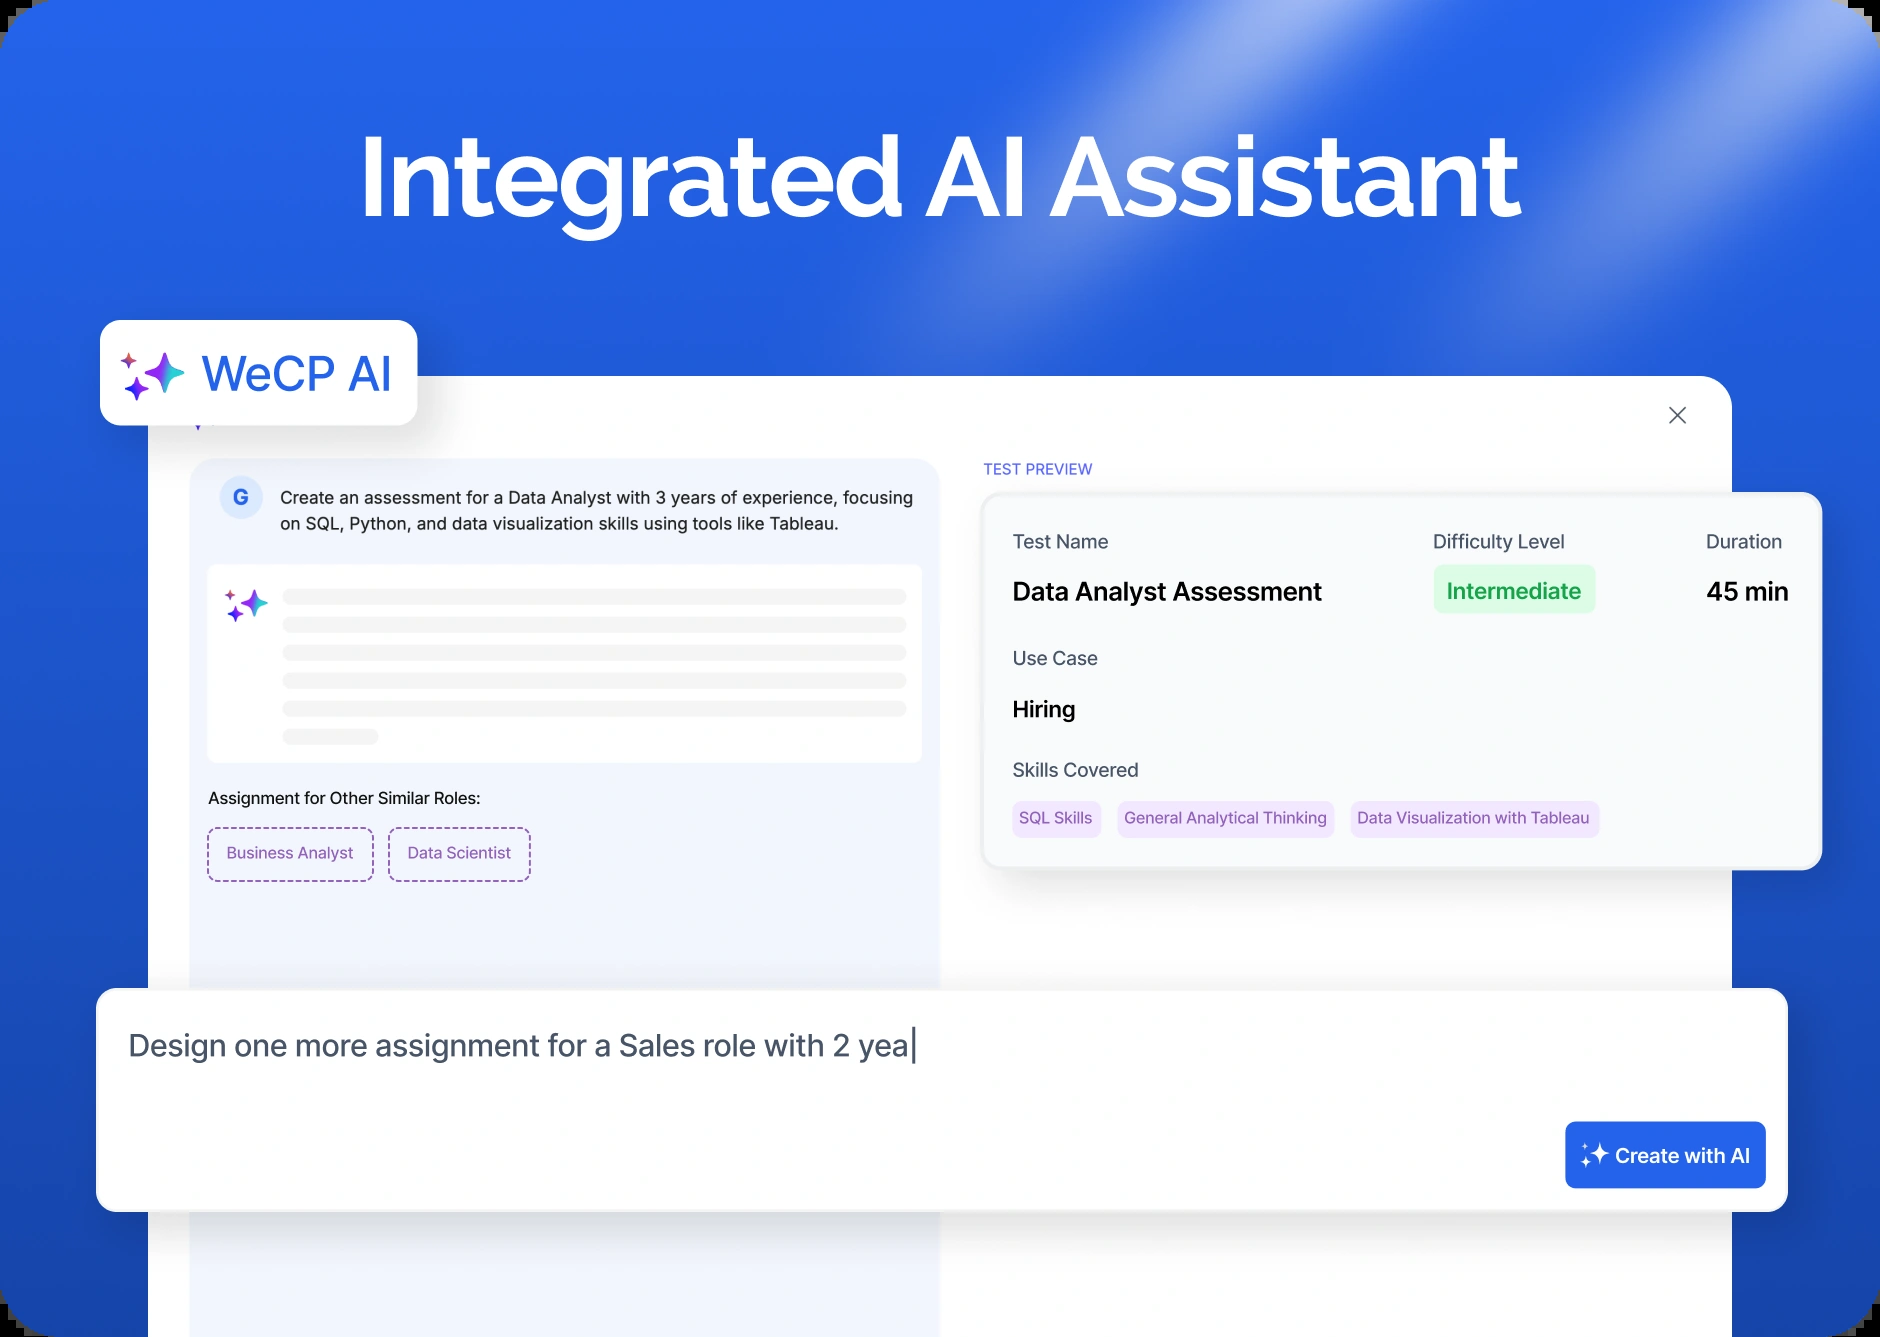 Integrated AI Assistant
WeCP AI
G
Create an assessment for a Data Analyst with 3 years of experience, focusing
on SQL, Python, and data visualization skills using tools like Tableau.
Assignment for Other Similar Roles:
Business Analyst
Data Scientist
TEST PREVIEW
Test Name
Difficulty Level
Duration
Data Analyst Assessment
Intermediate
45 min
Use Case
Hiring
Skills Covered
SQL Skills
General Analytical Thinking
Data Visualization with Tableau
Design one more assignment for a Sales role with 2 yea
Create with AI